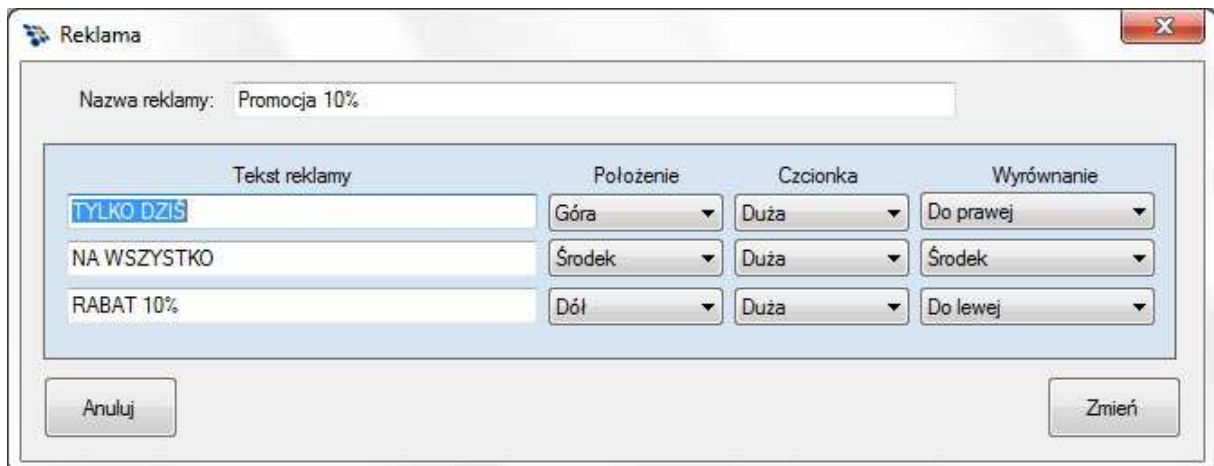 Reklama
Nazwa reklamy: Promocja 10%
Tekst reklamy Położenie Czcionka Wyrównanie
TYLKO DZIŚ Góra Duża Do prawej
NA WSZYSTKO Środek Duża Środek
RABAT 10% Dół Duża Do lewej
Anuluj Zmień